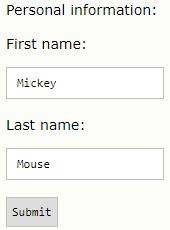 Personal information:
First name:
Mickey
Last name:
Mouse
Submit